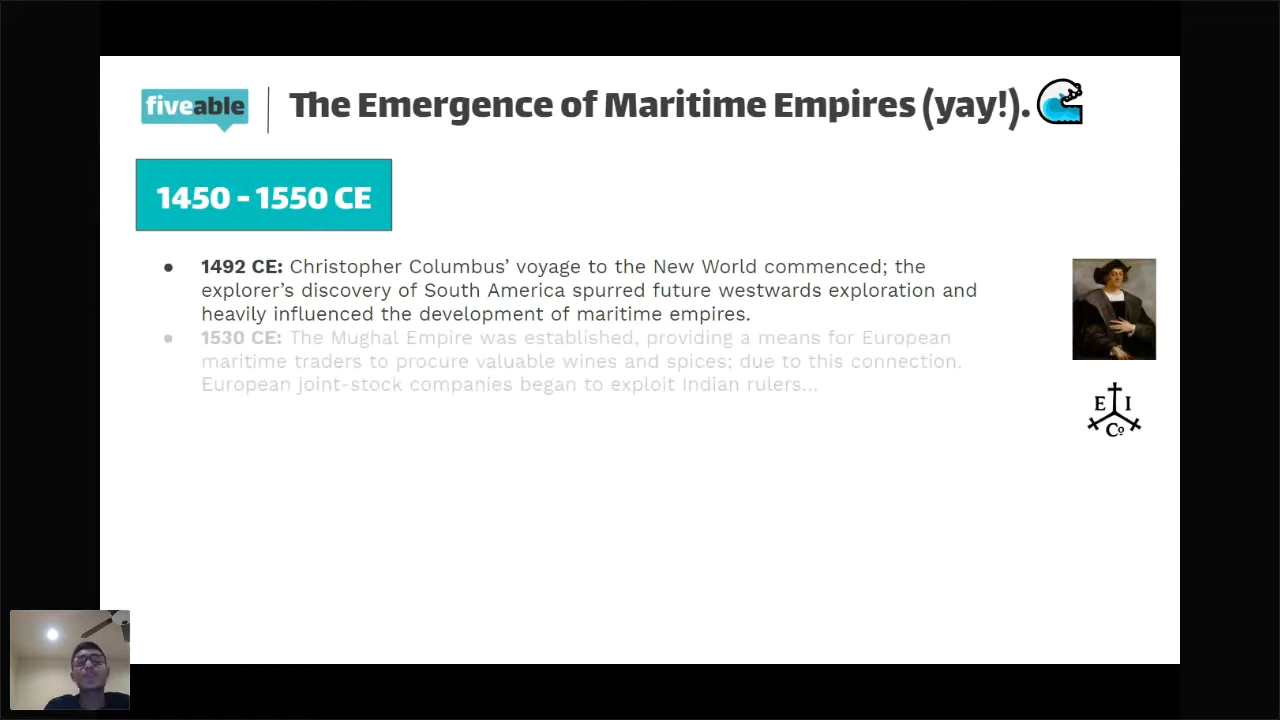 fiveable
The Emergence of Maritime Empires (yay!).
1450 - 1550 CE
● 1492 CE: Christopher Columbus’ voyage to the New World commenced; the
explorer’s discovery of South America spurred future westwards exploration and
heavily influenced the development of maritime empires.
● 1530 CE: The Mughal Empire was established, providing a means for European
maritime traders to procure valuable wines and spices; due to this connection,
European joint-stock companies began to exploit Indian rulers...
E I
Co